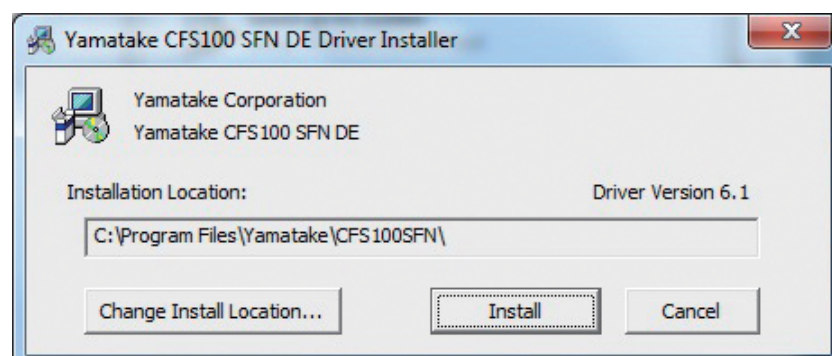 Yamatake CFS100 SFN DE Driver Installer
Yamatake Corporation
Yamatake CFS100 SFN DE
Installation Location:
Driver Version 6.1
C:\Program Files\Yamatake\CFS100SFN\
Change Install Location...
Install
Cancel